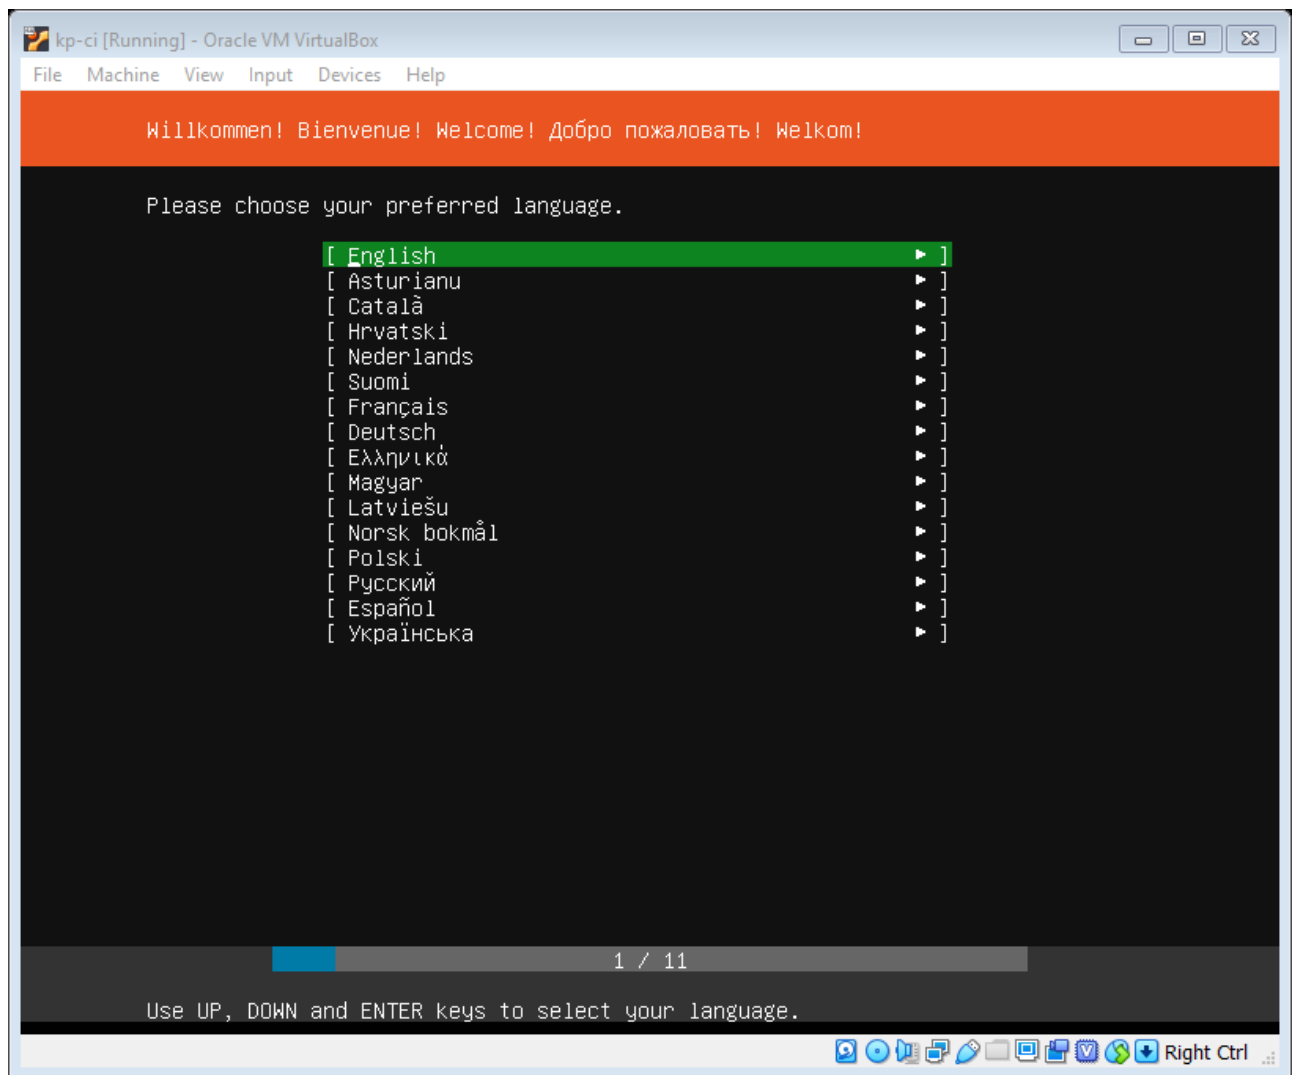 kp-ci [Running] - Oracle VM VirtualBox
File Machine View Input Devices Help
Willkommen! Bienvenue! Welcome! Добро пожаловать! Welkom!
Please choose your preferred language.
[ English ► ]
[ Asturianu ► ]
[ Català ► ]
[ Hrvatski ► ]
[ Nederlands ► ]
[ Suomi ► ]
[ Français ► ]
[ Deutsch ► ]
[ Ελληνικά ► ]
[ Magyar ► ]
[ Latviešu ► ]
[ Norsk bokmål ► ]
[ Polski ► ]
[ Русский ► ]
[ Español ► ]
[ Українська ► ]
1 / 11
Use UP, DOWN and ENTER keys to select your language.
Right Ctrl